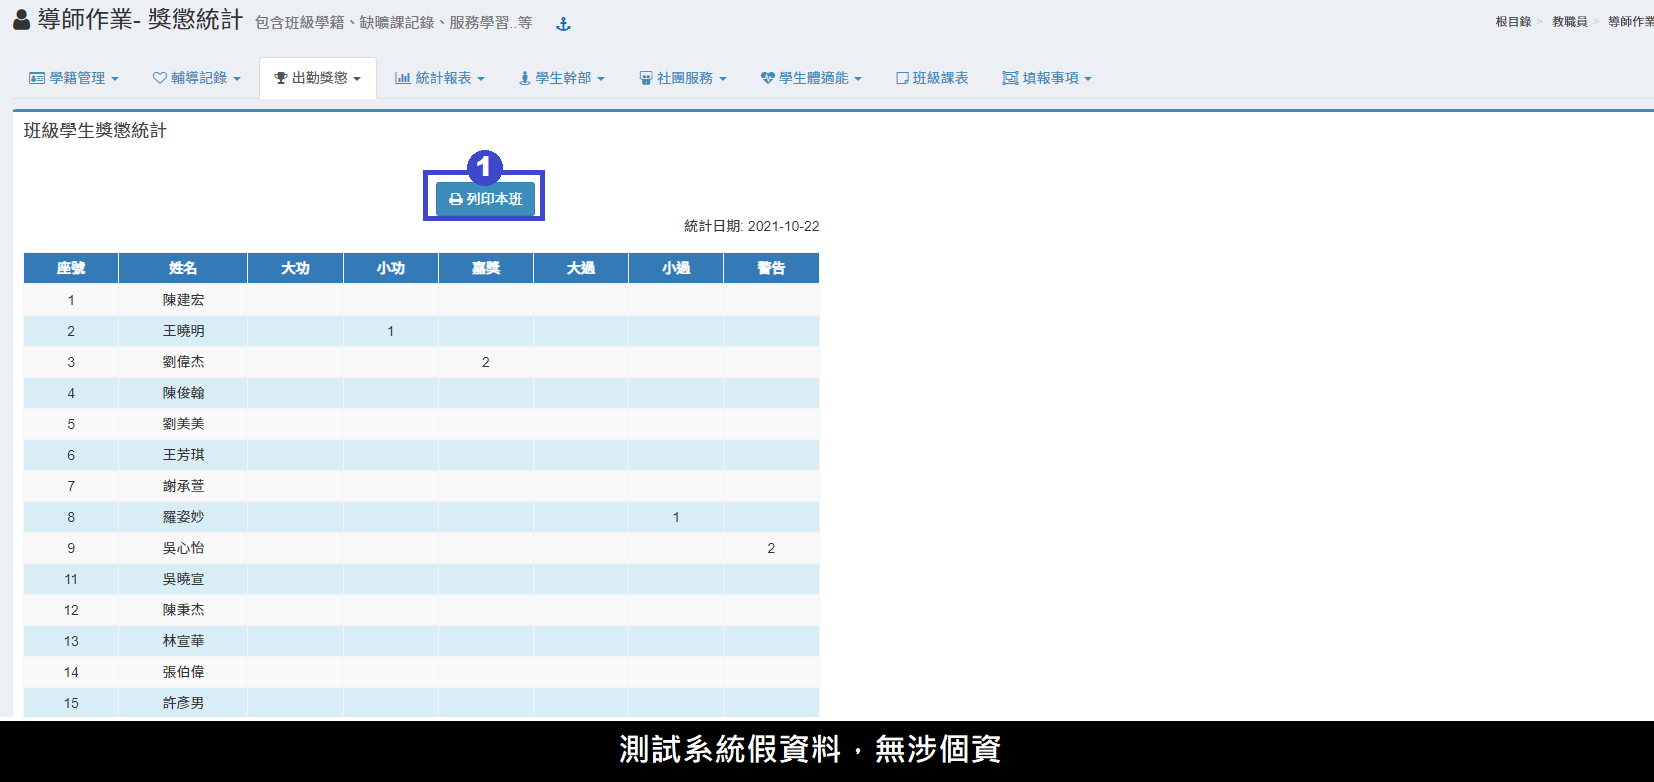 導師作業- 獎懲統計 包含班級學籍、缺曠課記錄、服務學習..等
根目錄 > 教職員 > 導師作業
學籍管理 輔導記錄 出勤獎懲 統計報表 學生幹部 社團服務 學生體適能 班級課表 填報事項
班級學生獎懲統計
1
列印本班
統計日期: 2021-10-22
座號 姓名 大功 小功 嘉獎 大過 小過 警告
1 陳建宏
2 王曉明 1
3 劉偉杰 2
4 陳俊翰
5 劉美美
6 王芳琪
7 謝承萱
8 羅姿妙 1
9 吳心怡 2
11 吳曉宣
12 陳秉杰
13 林宣華
14 張伯偉
15 許彥男
測試系統假資料，無涉個資